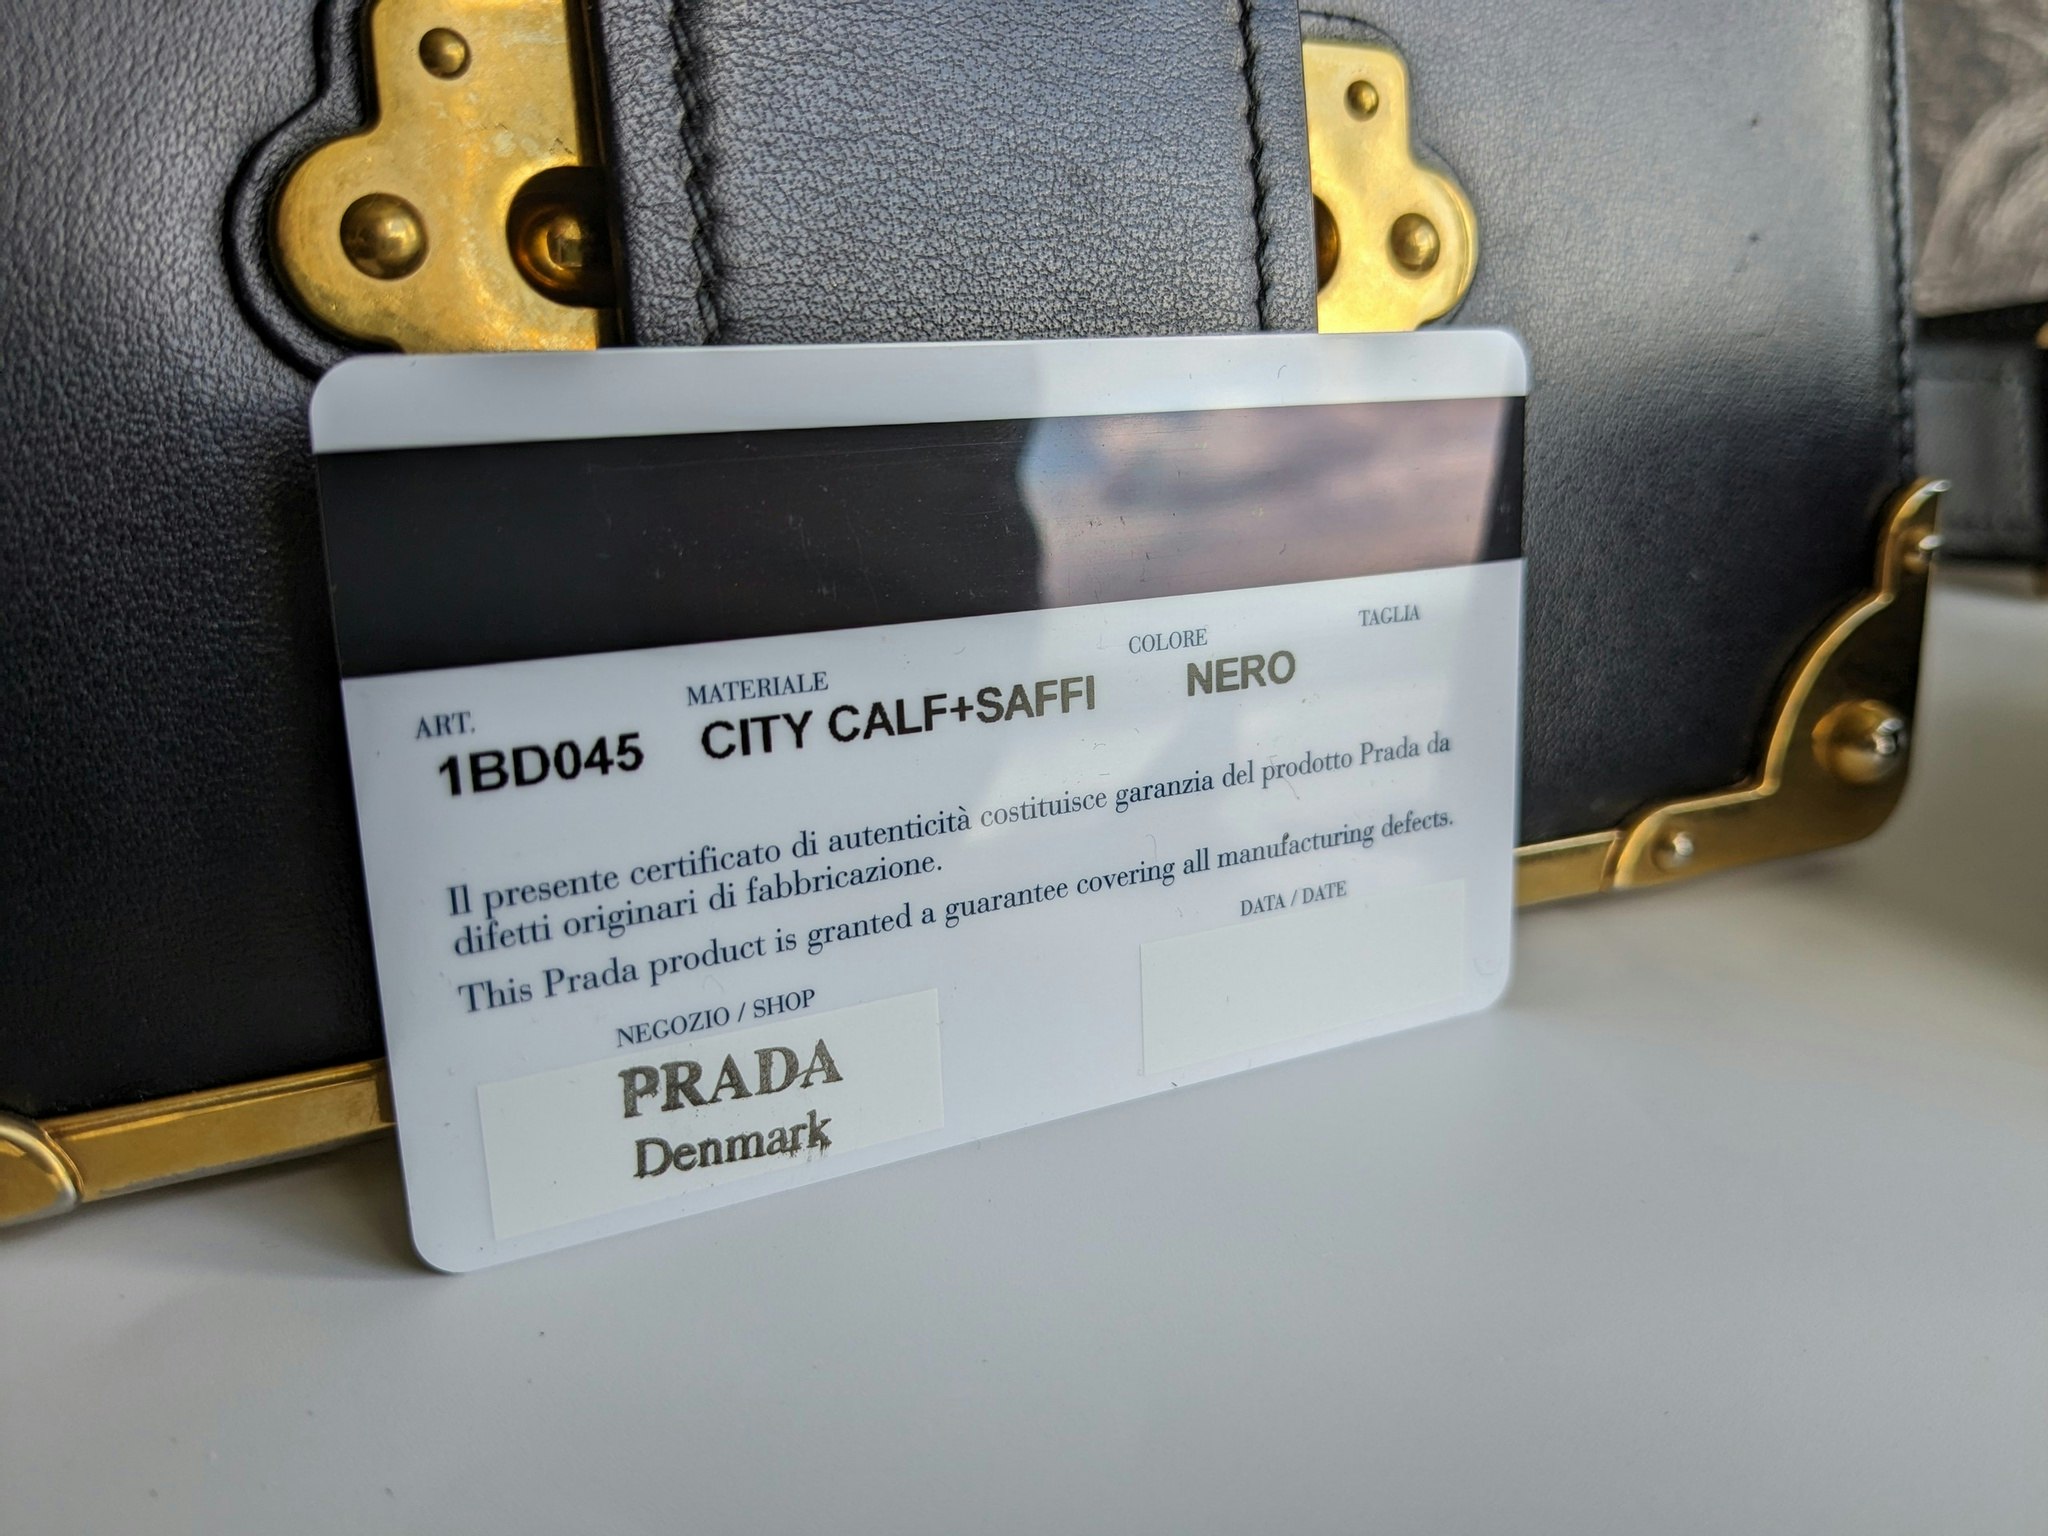 ART.
MATERIALE
COLORE
TAGLIA
1BD045
CITY CALF+SAFFI
NERO
Il presente certificato di autenticità costituisce garanzia del prodotto Prada da
difetti originari di fabbricazione.
This Prada product is granted a guarantee covering all manufacturing defects.
NEGOZIO / SHOP
DATA / DATE
PRADA
Denmark